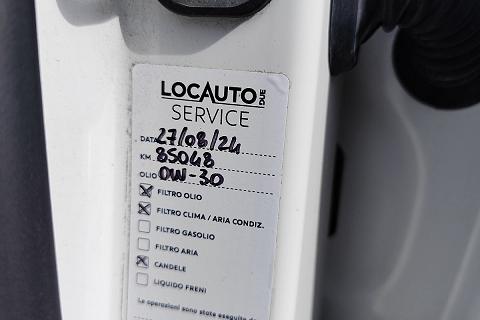 LOCAUTO DUE
SERVICE
DATA 27/08/24
KM 85048
OLIO 0W-30
FILTRO OLIO
FILTRO CLIMA / ARIA CONDIZ.
FILTRO GASOLIO
FILTRO ARIA
CANDELE
LIQUIDO FRENI
Le operazioni sono state eseguite da